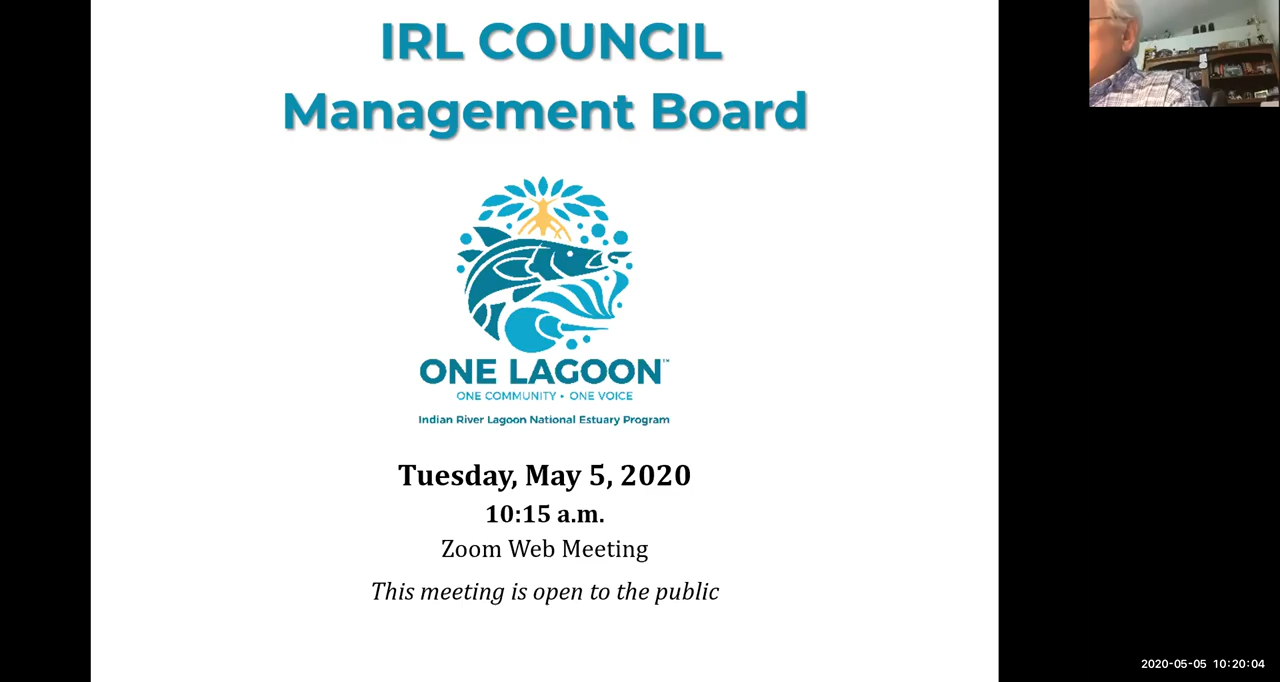 IRL COUNCIL
Management Board
ONE LAGOON™
ONE COMMUNITY • ONE VOICE
Indian River Lagoon National Estuary Program
Tuesday, May 5, 2020
10:15 a.m.
Zoom Web Meeting
This meeting is open to the public
2020-05-05 10:20:04